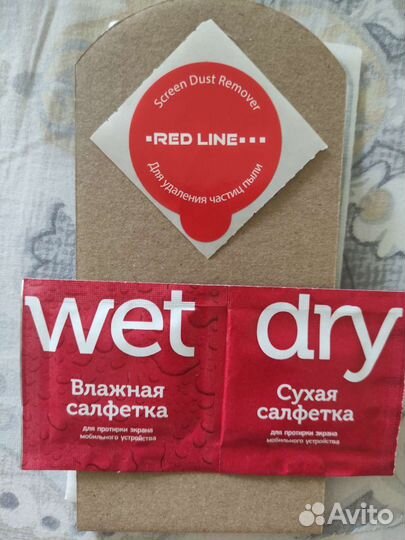 Screen Dust Remover
RED LINE
Для удаления частиц пыли
wet
Влажная
салфетка
для протирки экрана
мобильного устройства
dry
Сухая
салфетка
для протирки экрана
мобильного устройства
Avito